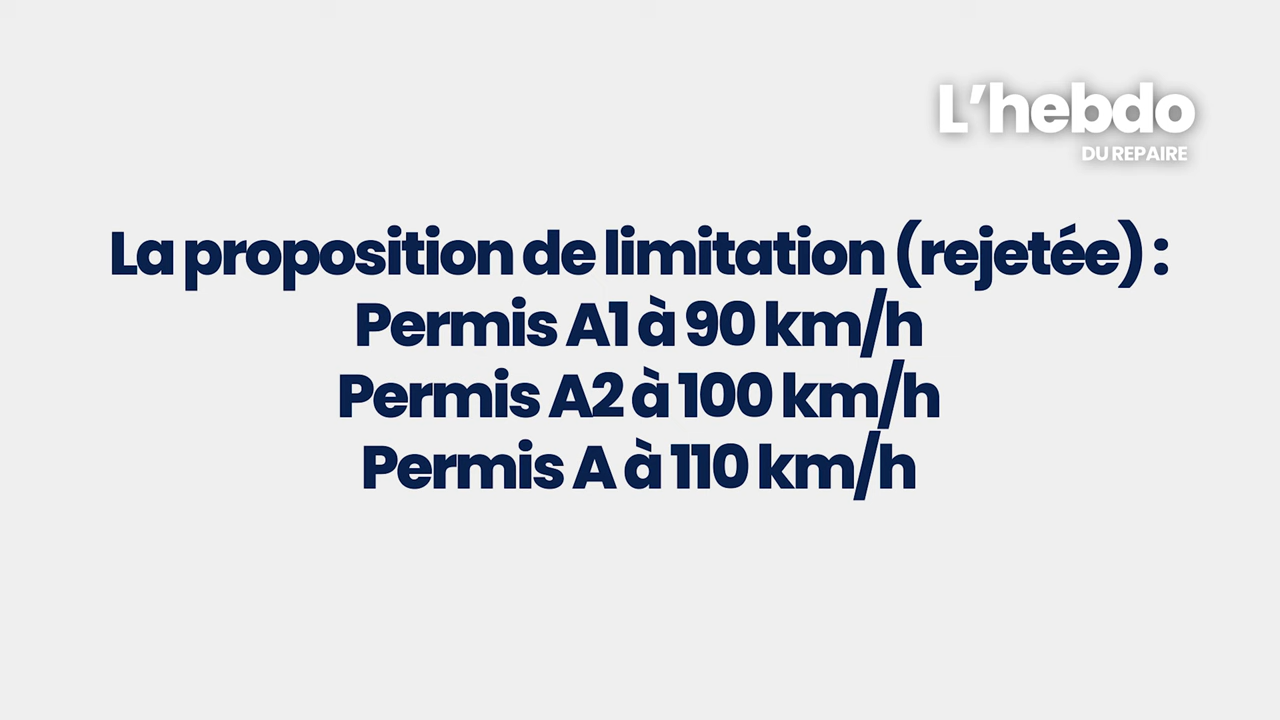 L'hebdo
DU REPAIRE
La proposition de limitation (rejetée) :
Permis A1 à 90 km/h
Permis A2 à 100 km/h
Permis A à 110 km/h